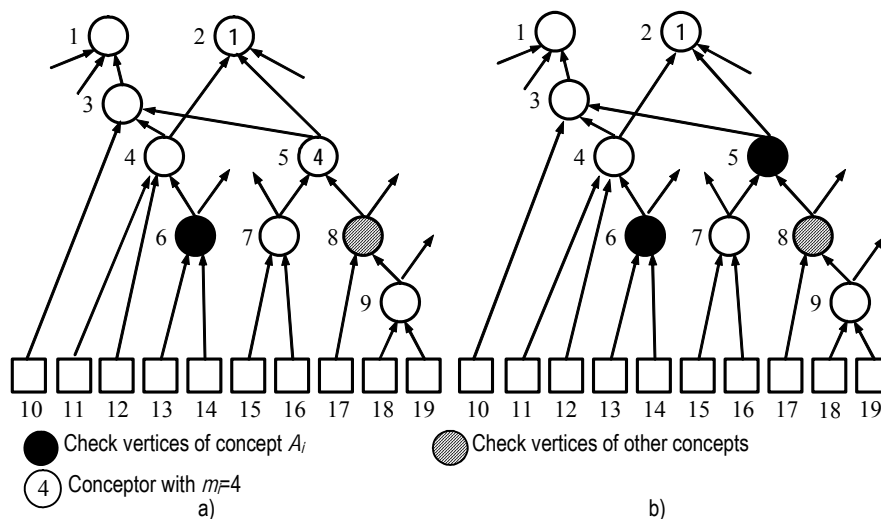 1 2 1 1 2 1
3 3
4 5 4 4 5
6 7 8 6 7 8
9 9
10 11 12 13 14 15 16 17 18 19 10 11 12 13 14 15 16 17 18 19
Check vertices of concept Ai Check vertices of other concepts
4 Conceptor with mi=4
a) b)